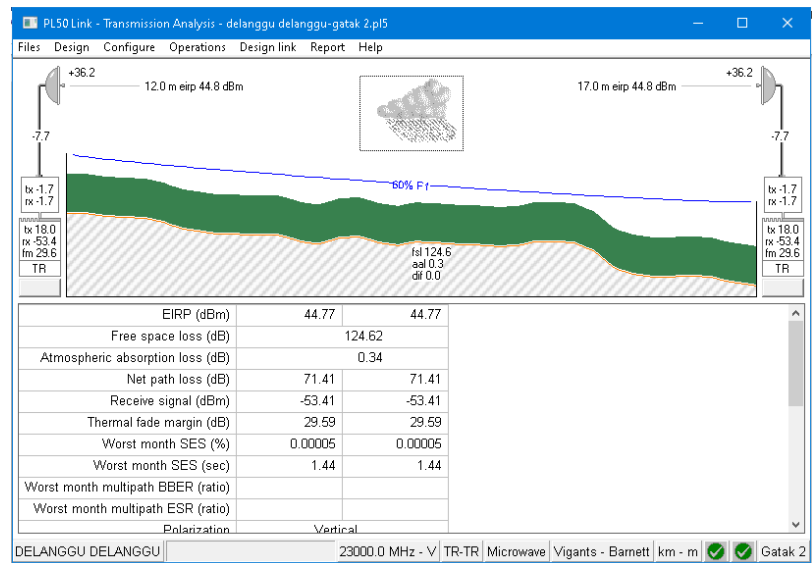 PL50 Link - Transmission Analysis - delanggu delanggu-gatak 2.pl5
Files Design Configure Operations Design link Report Help
+36.2 12.0 m eirp 44.8 dBm 17.0 m eirp 44.8 dBm +36.2
-7.7 -7.7
60% F1
tx -1.7 tx -1.7
rx -1.7 rx -1.7
tx 18.0 tx 18.0
rx -53.4 rx -53.4
fm 29.6 fm 29.6
TR TR
fsl 124.6
aal 0.3
dif 0.0
EIRP (dBm) 44.77 44.77
Free space loss (dB) 124.62
Atmospheric absorption loss (dB) 0.34
Net path loss (dB) 71.41 71.41
Receive signal (dBm) -53.41 -53.41
Thermal fade margin (dB) 29.59 29.59
Worst month SES (%) 0.00005 0.00005
Worst month SES (sec) 1.44 1.44
Worst month multipath BBER (ratio)
Worst month multipath ESR (ratio)
Polarization Vertical
DELANGGU DELANGGU 23000.0 MHz - V TR-TR Microwave Vigants - Barnett km - m Gatak 2